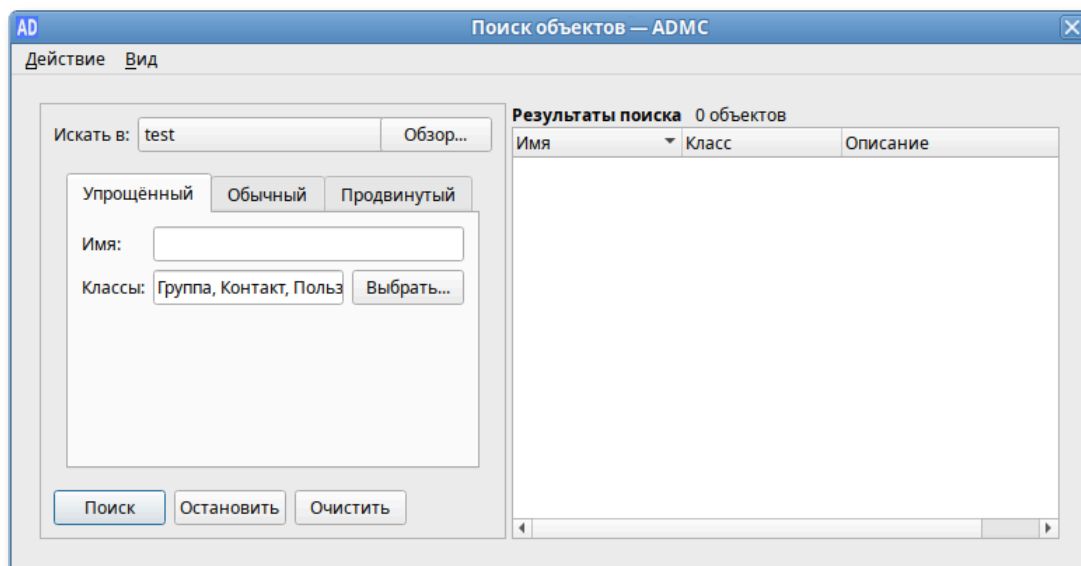 AD Поиск объектов — ADMC
Действие Вид
Искать в: test Обзор...
Упрощённый Обычный Продвинутый
Имя:
Классы: Группа, Контакт, Польз Выбрать...
Поиск Остановить Очистить
Результаты поиска 0 объектов
Имя Класс Описание